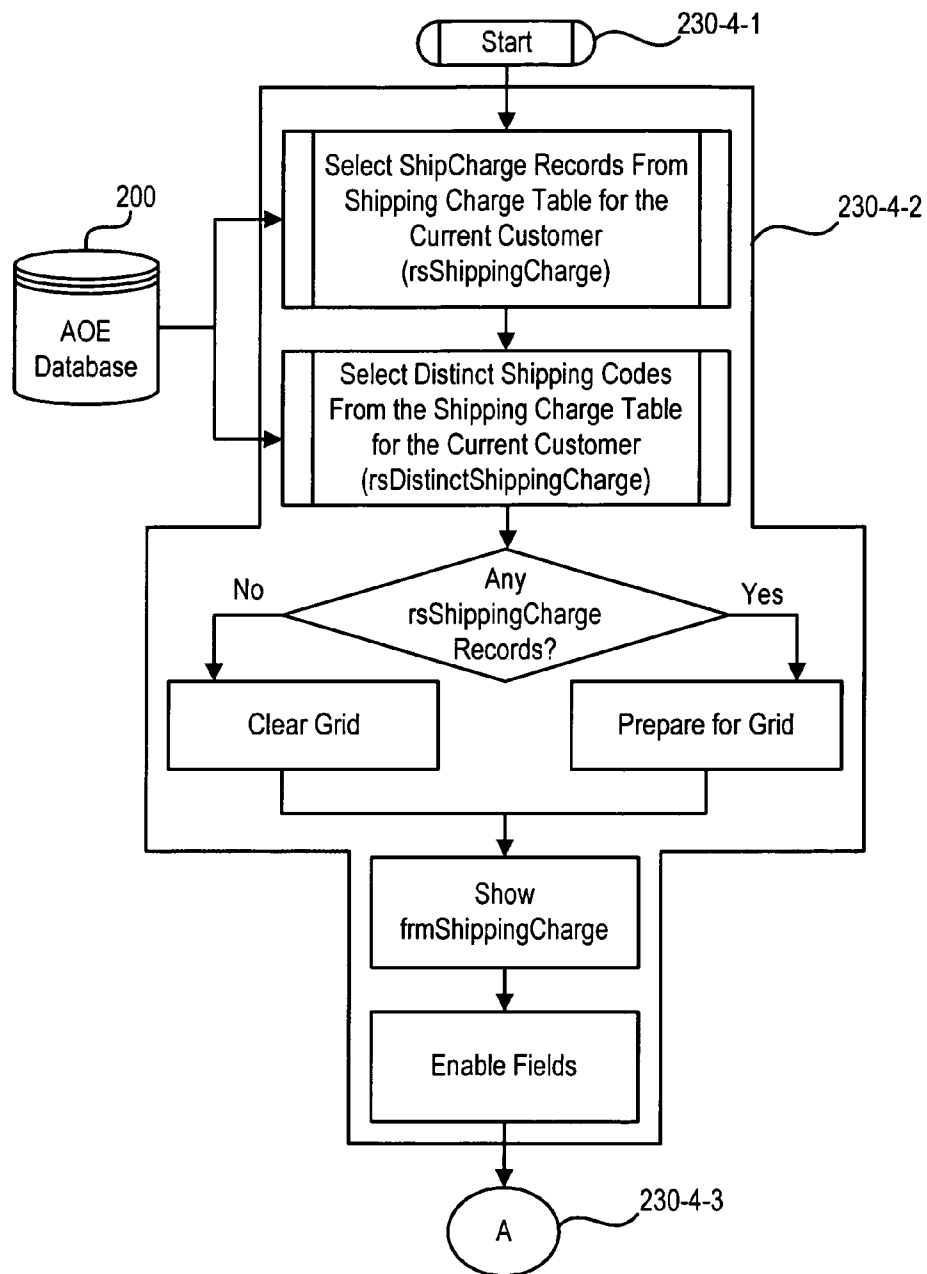 Start
230-4-1
Select ShipCharge Records From
Shipping Charge Table for the
Current Customer
(rsShippingCharge)
230-4-2
200
AOE
Database
Select Distinct Shipping Codes
From the Shipping Charge Table
for the Current Customer
(rsDistinctShippingCharge)
Any
rsShippingCharge
Records?
No
Yes
Clear Grid
Prepare for Grid
Show
frmShippingCharge
Enable Fields
A
230-4-3